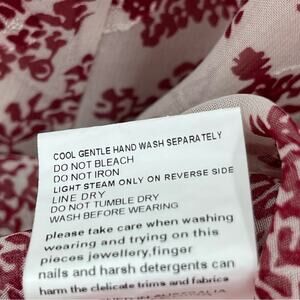 COOL GENTLE HAND WASH SEPARATELY
DO NOT BLEACH
DO NOT IRON
LIGHT STEAM ONLY ON REVERSE SIDE
LINE DRY
DO NOT TUMBLE DRY
WASH BEFORE WEARING
please take care when washing
wearing and trying on this
pieces jewellery,finger
nails and harsh detergents can
harm the clelicate trims and fabrics